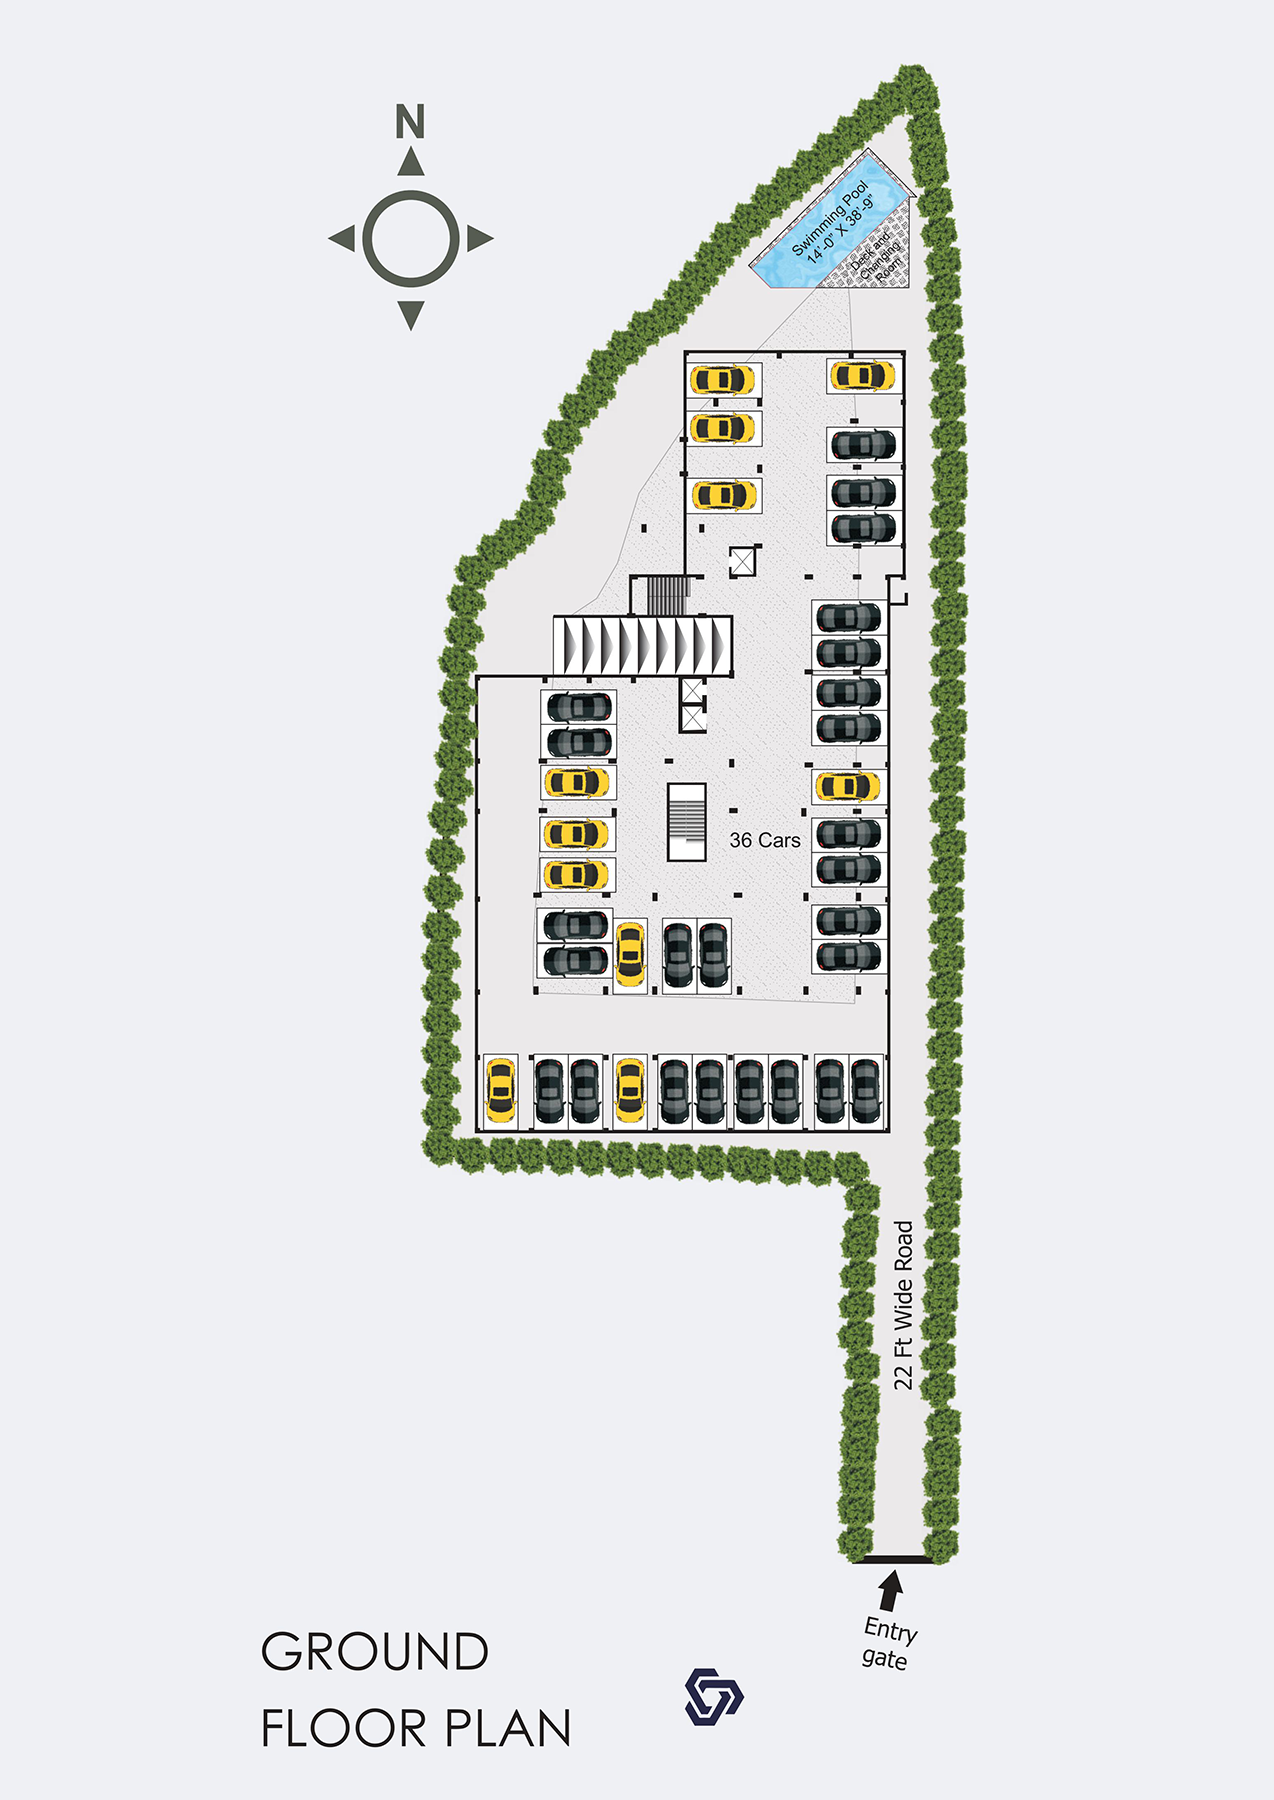 N
Swimming Pool
14'-0" X 38'-9"
Deck and
Changing
Room
36 Cars
22 Ft Wide Road
Entry
gate
GROUND
FLOOR PLAN